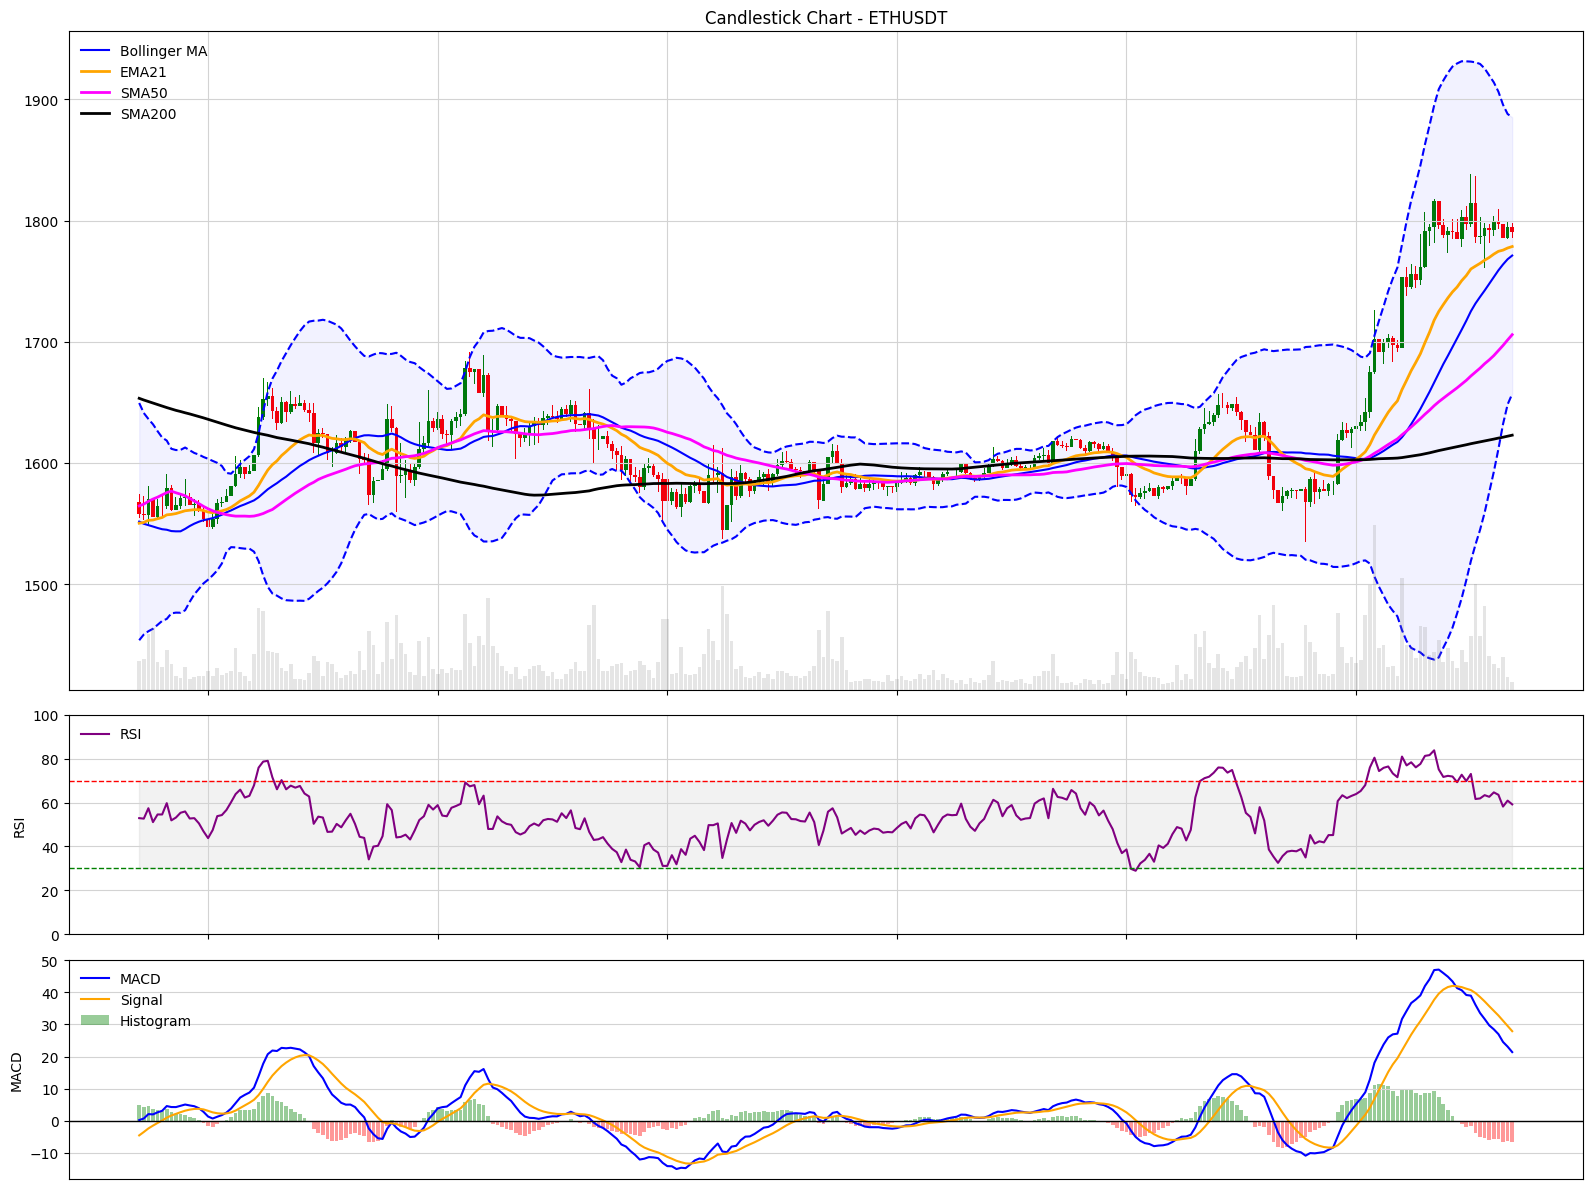 Candlestick Chart - ETHUSDT
Bollinger MA
EMA21
SMA50
SMA200
1900
1800
1700
1600
1500
RSI
100
80
60
40
20
0
RSI
MACD
Signal
Histogram
50
40
30
20
10
0
−10
MACD